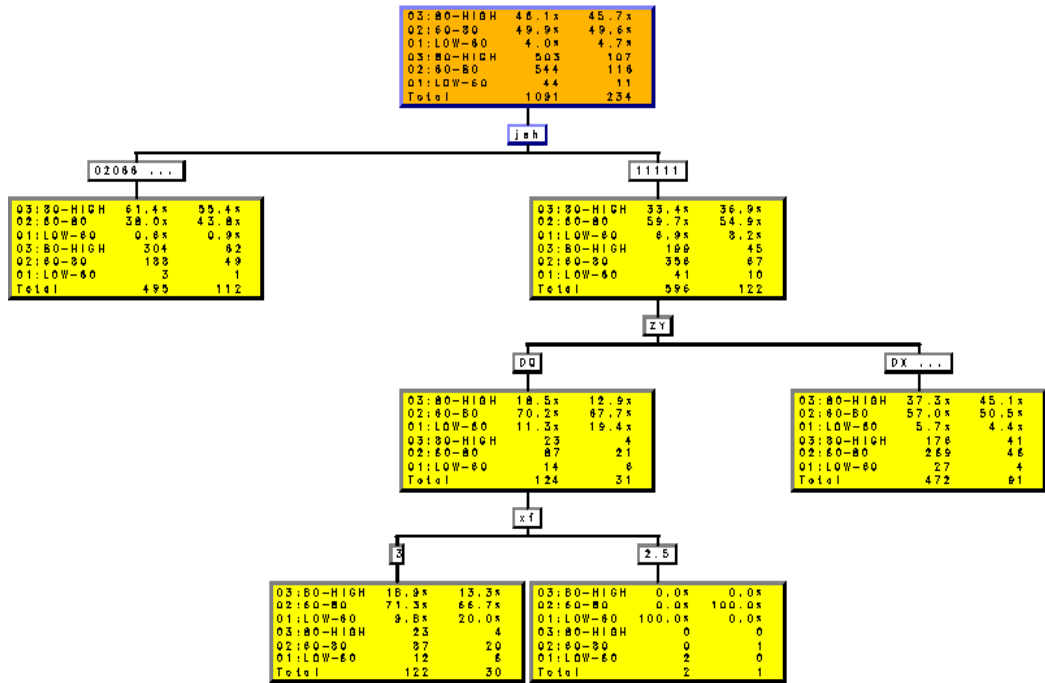 03:80-HIGH 46.1% 45.7%
02:60-80 49.9% 49.6%
01:LOW-60 4.0% 4.7%
03:80-HIGH 503 107
02:60-80 544 116
01:LOW-60 44 11
Total 1091 234
jsh
02066 ...
11111
03:80-HIGH 61.4% 55.4%
02:60-80 38.0% 43.8%
01:LOW-60 0.6% 0.9%
03:80-HIGH 304 62
02:60-80 188 49
01:LOW-60 3 1
Total 495 112
03:80-HIGH 33.4% 36.9%
02:60-80 59.7% 54.9%
01:LOW-60 6.9% 8.2%
03:80-HIGH 199 45
02:60-80 356 67
01:LOW-60 41 10
Total 596 122
ZY
DQ
DX ...
03:80-HIGH 18.5% 12.9%
02:60-80 70.2% 67.7%
01:LOW-60 11.3% 19.4%
03:80-HIGH 23 4
02:60-80 87 21
01:LOW-60 14 6
Total 124 31
03:80-HIGH 37.3% 45.1%
02:60-80 57.0% 50.5%
01:LOW-60 5.7% 4.4%
03:80-HIGH 176 41
02:60-80 269 46
01:LOW-60 27 4
Total 472 91
xf
3
2.5
03:80-HIGH 18.9% 13.3%
02:60-80 71.3% 66.7%
01:LOW-60 9.8% 20.0%
03:80-HIGH 23 4
02:60-80 87 20
01:LOW-60 12 6
Total 122 30
03:80-HIGH 0.0% 0.0%
02:60-80 0.0% 100.0%
01:LOW-60 100.0% 0.0%
03:80-HIGH 0 0
02:60-80 0 1
01:LOW-60 2 0
Total 2 1